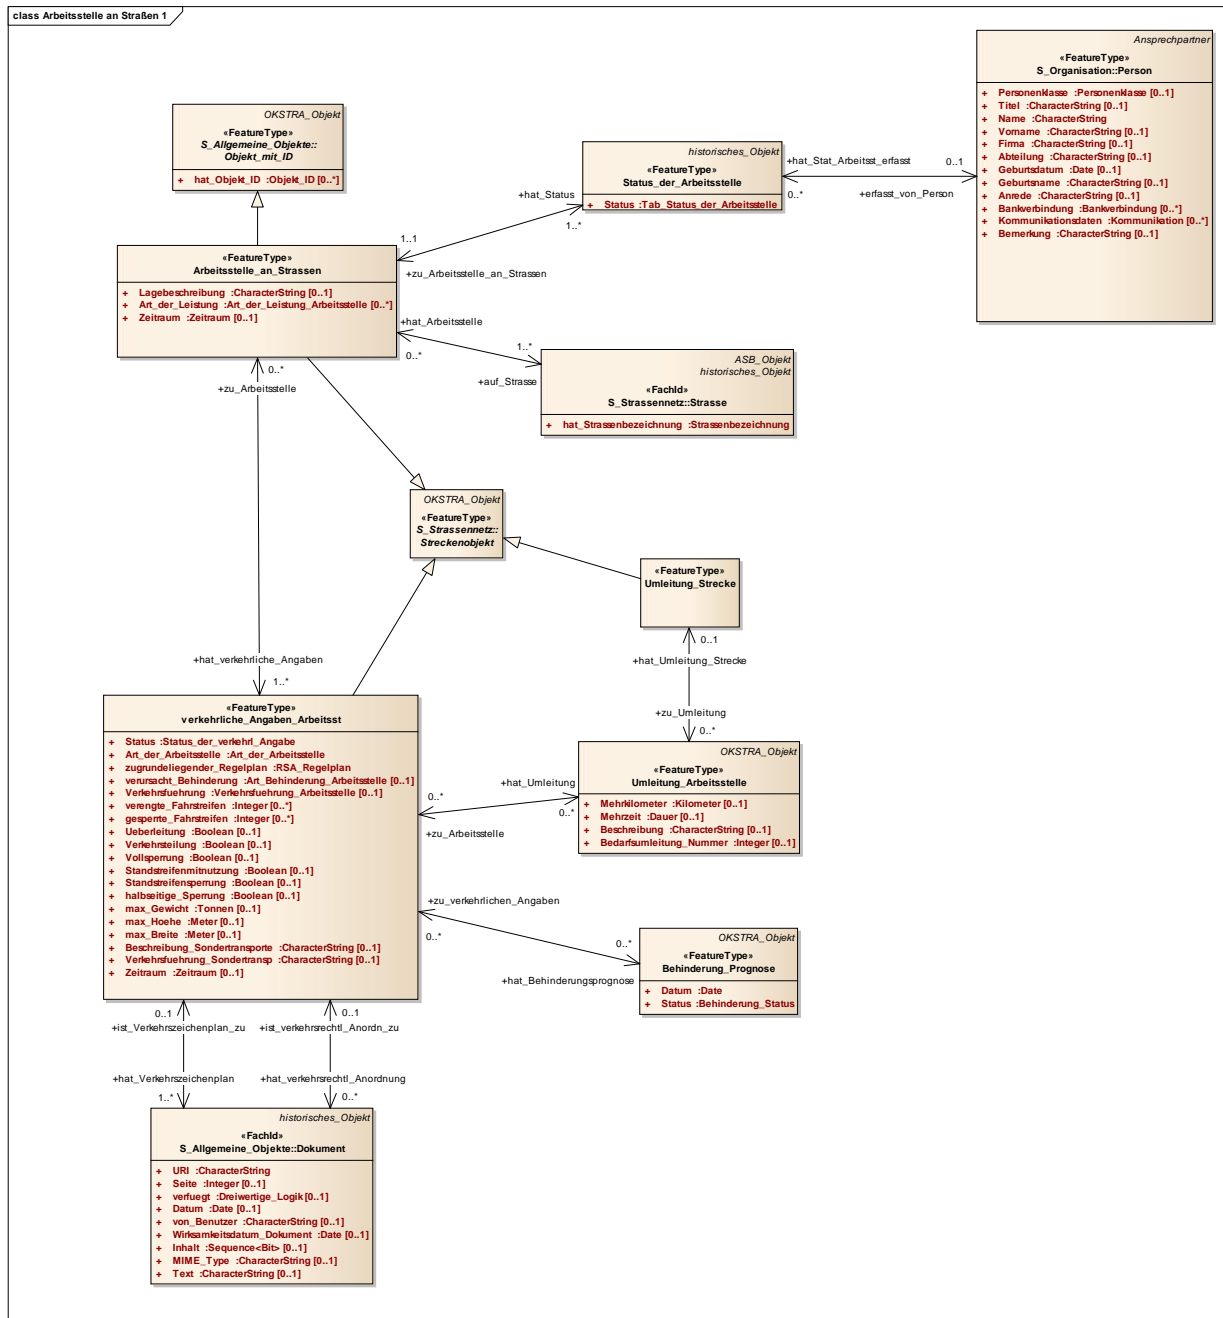 class Arbeitsstelle an Straßen 1
Ansprechpartner
«FeatureType»
S_Organisation::Person
+ Personenklasse :Personenklasse [0..1]
+ Titel :CharacterString [0..1]
+ Name :CharacterString
+ Vorname :CharacterString [0..1]
+ Firma :CharacterString [0..1]
+ Abteilung :CharacterString [0..1]
+ Geburtsdatum :Date [0..1]
+ Geburtsname :CharacterString [0..1]
+ Anrede :CharacterString [0..1]
+ Bankverbindung :Bankverbindung [0..*]
+ Kommunikationsdaten :Kommunikation [0..*]
+ Bemerkung :CharacterString [0..1]
OKSTRA_Objekt
«FeatureType»
S_Allgemeine_Objekte::
Objekt_mit_ID
+ hat_Objekt_ID :Objekt_ID [0..*]
historisches_Objekt
«FeatureType»
Status_der_Arbeitsstelle
+ Status :Tab_Status_der_Arbeitsstelle
+hat_Stat_Arbeitsst_erfasst
0..1
0..*
+erfasst_von_Person
+hat_Status
1..*
1..1
+zu_Arbeitsstelle_an_Strassen
«FeatureType»
Arbeitsstelle_an_Strassen
+ Lagebeschreibung :CharacterString [0..1]
+ Art_der_Leistung :Art_der_Leistung_Arbeitsstelle [0..*]
+ Zeitraum :Zeitraum [0..1]
+hat_Arbeitsstelle
0..*
1..*
+auf_Strasse
ASB_Objekt
historisches_Objekt
«FachId»
S_Strassennetz::Strasse
+ hat_Strassenbezeichnung :Strassenbezeichnung
0..*
+zu_Arbeitsstelle
OKSTRA_Objekt
«FeatureType»
S_Strassennetz::
Streckenobjekt
«FeatureType»
Umleitung_Strecke
0..1
+hat_Umleitung_Strecke
+zu_Umleitung
0..*
+hat_verkehrliche_Angaben
1..*
«FeatureType»
verkehrliche_Angaben_Arbeitsst
+ Status :Status_der_verkehrl_Angabe
+ Art_der_Arbeitsstelle :Art_der_Arbeitsstelle
+ zugrundeliegender_Regelplan :RSA_Regelplan
+ verursacht_Behinderung :Art_Behinderung_Arbeitsstelle [0..1]
+ Verkehrsfuehrung :Verkehrsfuehrung_Arbeitsstelle [0..1]
+ verengte_Fahrstreifen :Integer [0..*]
+ gesperrte_Fahrstreifen :Integer [0..*]
+ Ueberleitung :Boolean [0..1]
+ Verkehrsteilung :Boolean [0..1]
+ Vollsperrung :Boolean [0..1]
+ Standstreifenmitnutzung :Boolean [0..1]
+ Standstreifensperrung :Boolean [0..1]
+ halbseitige_Sperrung :Boolean [0..1]
+ max_Gewicht :Tonnen [0..1]
+ max_Hoehe :Meter [0..1]
+ max_Breite :Meter [0..1]
+ Beschreibung_Sondertransporte :CharacterString [0..1]
+ Verkehrsfuehrung_Sondertransp :CharacterString [0..1]
+ Zeitraum :Zeitraum [0..1]
OKSTRA_Objekt
«FeatureType»
Umleitung_Arbeitsstelle
+ Mehrkilometer :Kilometer [0..1]
+ Mehrzeit :Dauer [0..1]
+ Beschreibung :CharacterString [0..1]
+ Bedarfsumleitung_Nummer :Integer [0..1]
+hat_Umleitung
0..*
0..*
+zu_Arbeitsstelle
+zu_verkehrlichen_Angaben
0..*
0..*
+hat_Behinderungsprognose
OKSTRA_Objekt
«FeatureType»
Behinderung_Prognose
+ Datum :Date
+ Status :Behinderung_Status
0..1
+ist_Verkehrszeichenplan_zu
0..1
+ist_verkehrsrechtl_Anordn_zu
+hat_Verkehrszeichenplan
1..*
+hat_verkehrsrechtl_Anordnung
0..*
historisches_Objekt
«FachId»
S_Allgemeine_Objekte::Dokument
+ URI :CharacterString
+ Seite :Integer [0..1]
+ verfuegt :Dreiwertige_Logik [0..1]
+ Datum :Date [0..1]
+ von_Benutzer :CharacterString [0..1]
+ Wirksamkeitsdatum_Dokument :Date [0..1]
+ Inhalt :Sequence<Bit> [0..1]
+ MIME_Type :CharacterString [0..1]
+ Text :CharacterString [0..1]